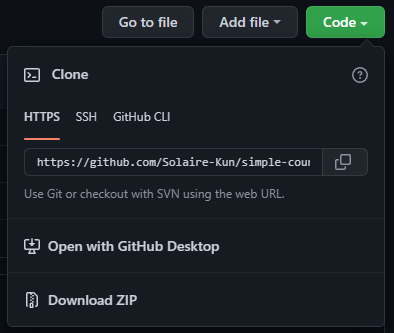 Go to file Add file Code
Clone
HTTPS SSH GitHub CLI
https://github.com/Solaire-Kun/simple-cour
Use Git or checkout with SVN using the web URL.
Open with GitHub Desktop
Download ZIP